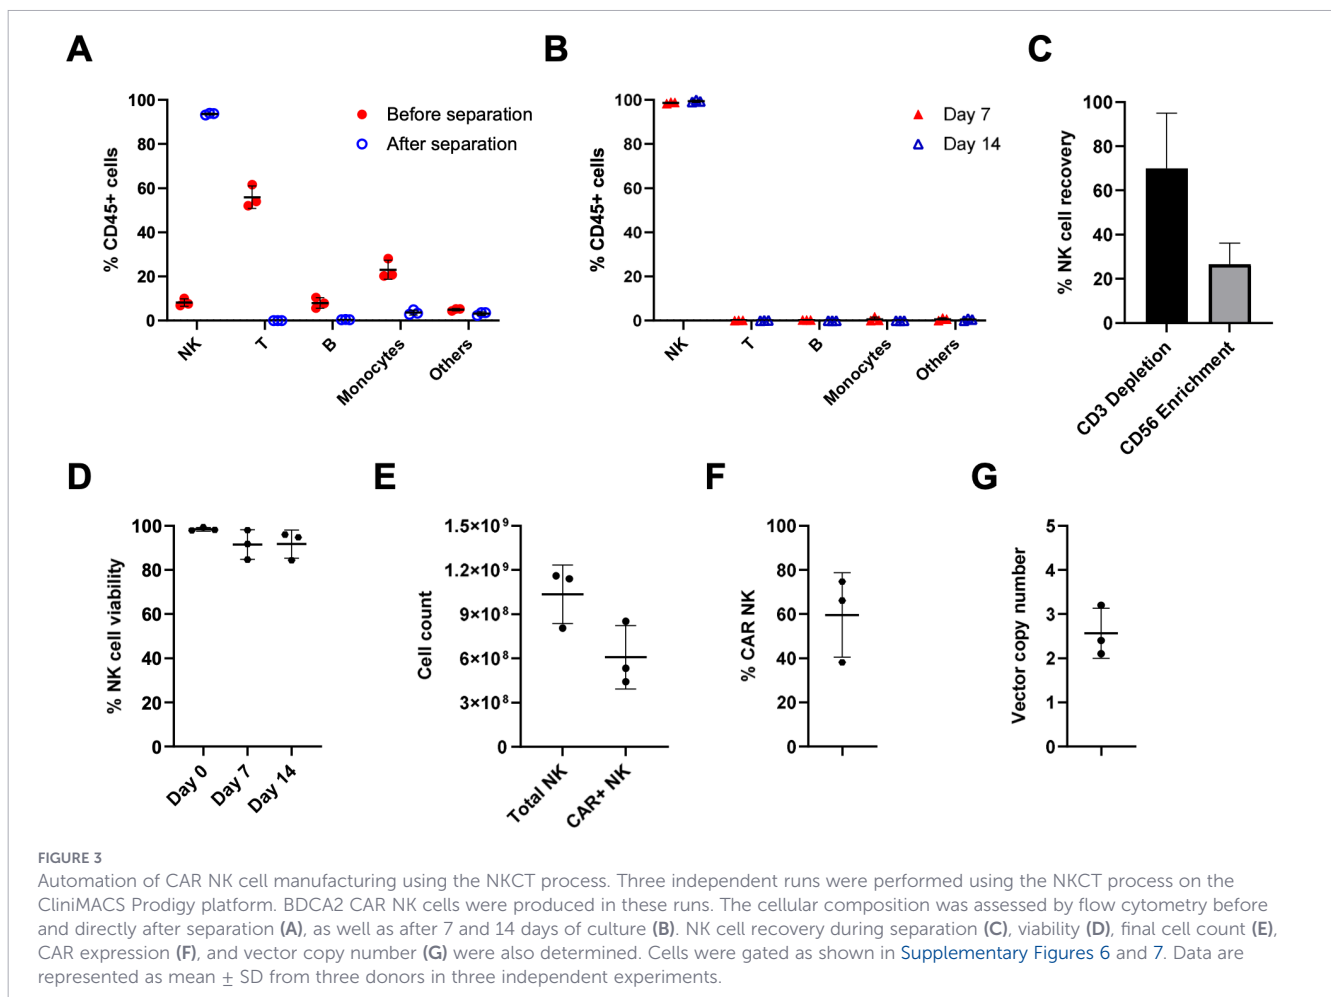 A
% CD45+ cells
100
80
60
40
20
0
Before separation
After separation
NK
T
B
Monocytes
Others
B
% CD45+ cells
100
80
60
40
20
0
Day 7
Day 14
NK
T
B
Monocytes
Others
C
% NK cell recovery
100
80
60
40
20
0
CD3 Depletion
CD56 Enrichment
D
% NK cell viability
100
80
60
40
20
0
Day 0
Day 7
Day 14
E
Cell count
1.5×10⁹
1.2×10⁹
9×10⁸
6×10⁸
3×10⁸
0
Total NK
CAR+ NK
F
% CAR NK
100
80
60
40
20
0
G
Vector copy number
5
4
3
2
1
0
FIGURE 3
Automation of CAR NK cell manufacturing using the NKCT process. Three independent runs were performed using the NKCT process on the
CliniMACS Prodigy platform. BDCA2 CAR NK cells were produced in these runs. The cellular composition was assessed by flow cytometry before
and directly after separation (A), as well as after 7 and 14 days of culture (B). NK cell recovery during separation (C), viability (D), final cell count (E),
CAR expression (F), and vector copy number (G) were also determined. Cells were gated as shown in Supplementary Figures 6 and 7. Data are
represented as mean ± SD from three donors in three independent experiments.